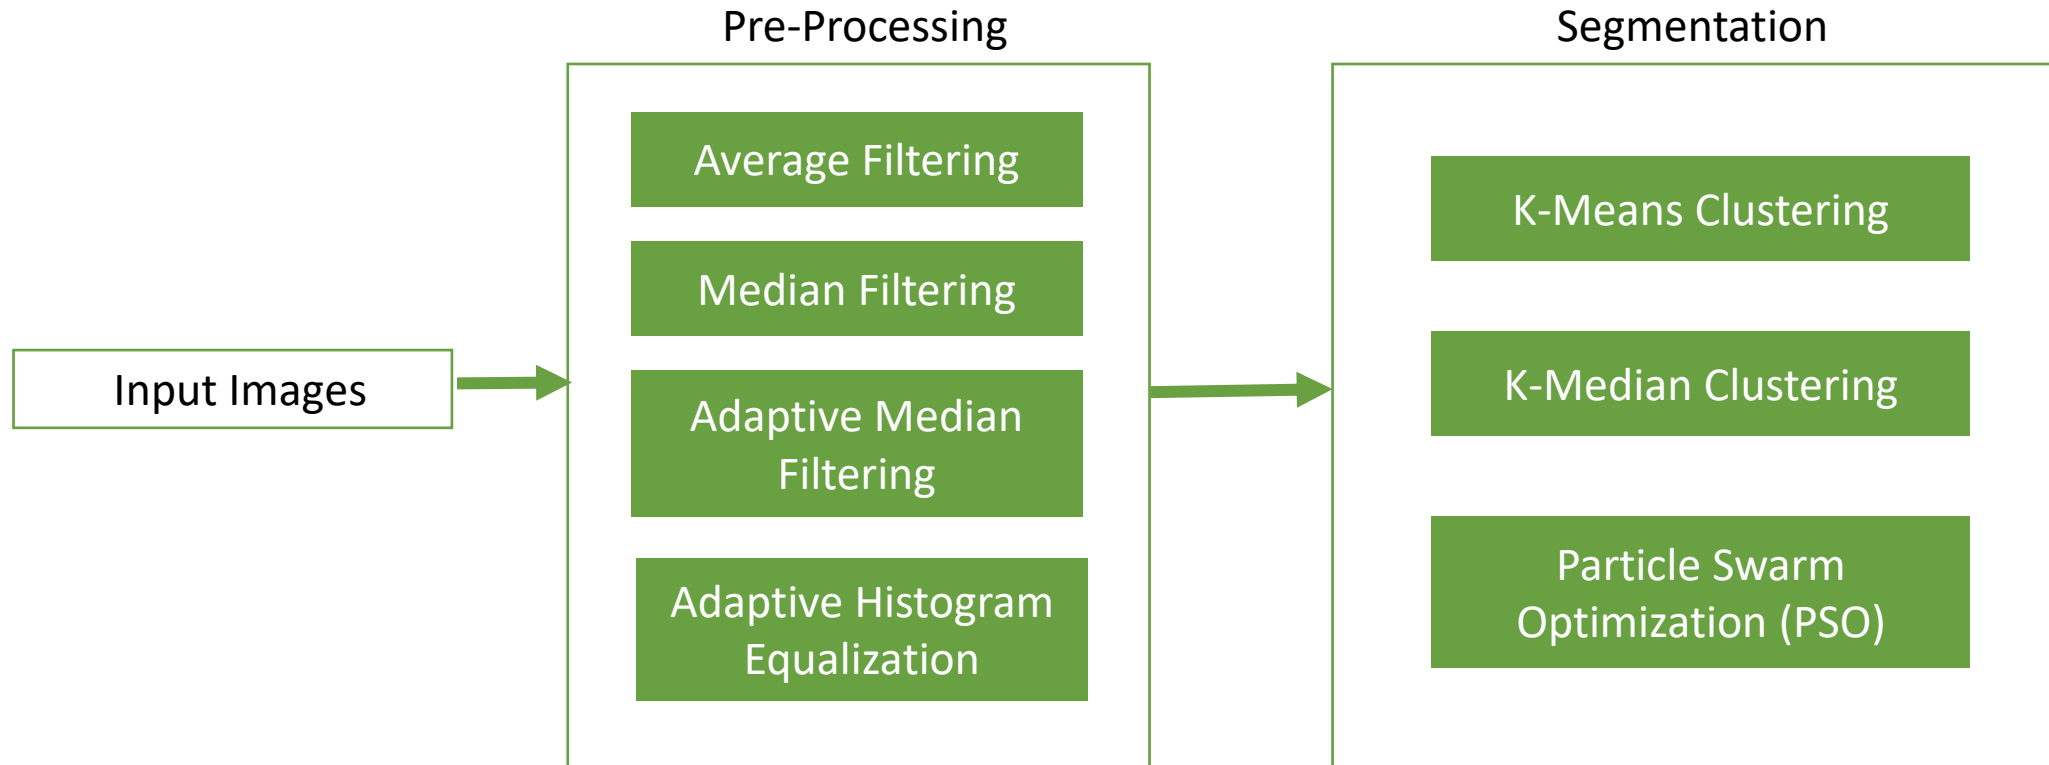 Pre-Processing
Segmentation
Input Images
Average Filtering
Median Filtering
Adaptive Median
Filtering
Adaptive Histogram
Equalization
K-Means Clustering
K-Median Clustering
Particle Swarm
Optimization (PSO)